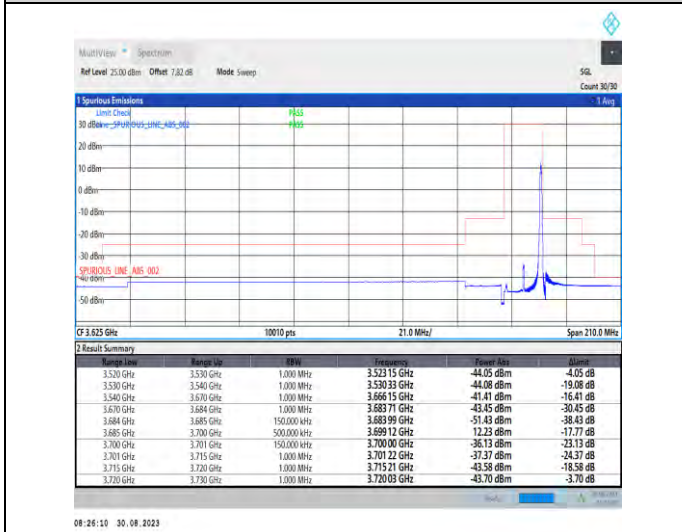 MultiView Spectrum
Ref Level 25.00 dBm Offset 7.82 dB Mode Sweep SGL
Count 30/30
1 Spurious Emissions 1 Avg
Limit Check PASS
30 dBm _SPURIOUS_LINE_ABS_002 PASS
20 dBm
10 dBm
0 dBm
-10 dBm
-20 dBm
-30 dBm
SPURIOUS_LINE_ABS_002
-40 dBm
-50 dBm
CF 3.625 GHz 10010 pts 21.0 MHz/ Span 210.0 MHz
2 Result Summary
Range Low Range Up RBW Frequency Power Abs ΔLimit
3.520 GHz 3.530 GHz 1.000 MHz 3.523 15 GHz -44.05 dBm -4.05 dB
3.530 GHz 3.540 GHz 1.000 MHz 3.530 33 GHz -44.08 dBm -19.08 dB
3.540 GHz 3.670 GHz 1.000 MHz 3.666 15 GHz -41.41 dBm -16.41 dB
3.670 GHz 3.684 GHz 1.000 MHz 3.683 71 GHz -43.45 dBm -30.45 dB
3.684 GHz 3.685 GHz 150.000 kHz 3.683 99 GHz -51.43 dBm -38.43 dB
3.685 GHz 3.700 GHz 500.000 kHz 3.699 12 GHz 12.23 dBm -17.77 dB
3.700 GHz 3.701 GHz 150.000 kHz 3.700 00 GHz -36.13 dBm -23.13 dB
3.701 GHz 3.715 GHz 1.000 MHz 3.701 22 GHz -37.37 dBm -24.37 dB
3.715 GHz 3.720 GHz 1.000 MHz 3.715 21 GHz -43.58 dBm -18.58 dB
3.720 GHz 3.730 GHz 1.000 MHz 3.720 03 GHz -43.70 dBm -3.70 dB
08:26:10 30.08.2023